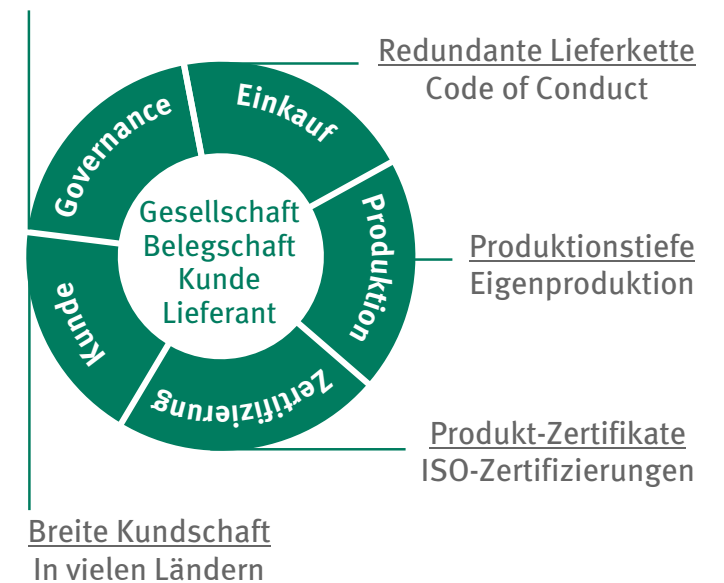 Redundante Lieferkette
Code of Conduct
Governance
Einkauf
Produktion
Zertifizierung
Kunde
Gesellschaft
Belegschaft
Kunde
Lieferant
Produktionstiefe
Eigenproduktion
Produkt-Zertifikate
ISO-Zertifizierungen
Breite Kundschaft
In vielen Ländern